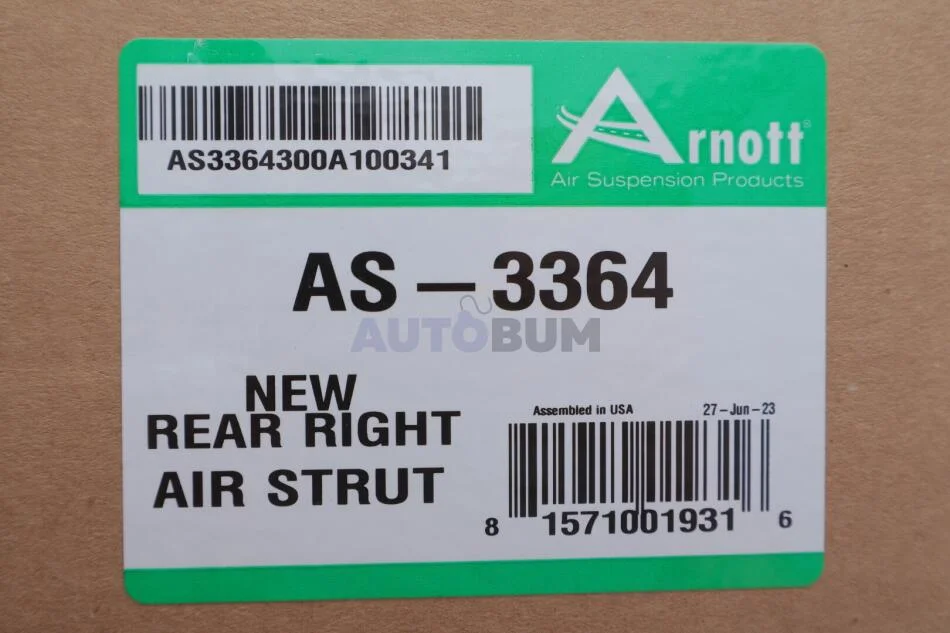 AS3364300A100341
Arnott®
Air Suspension Products
AS – 3364
AUTOBUM
NEW
REAR RIGHT
AIR STRUT
Assembled in USA 27-Jun-23
8 1571001931 6